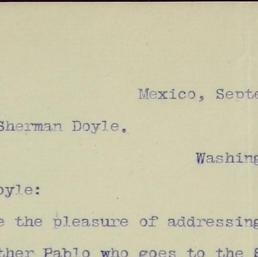 Mexico, Septe
Sherman Doyle.
Washing
oyle:
e the pleasure of addressing
ther Pablo who goes to the S